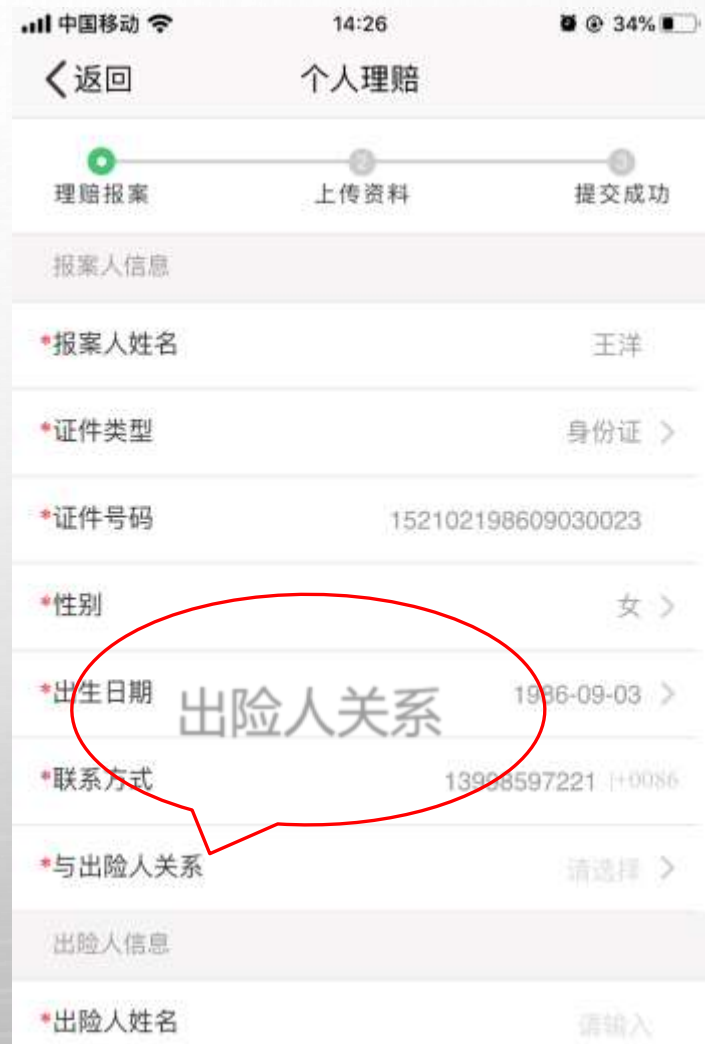 中国移动 14:26 34%
返回 个人理赔
2 3
理赔报案 上传资料 提交成功
报案人信息
*报案人姓名 王洋
*证件类型 身份证
*证件号码 152102198609030023
*性别 女
*出生日期 1986-09-03
出险人关系
*联系方式 13998597221 |+0086
*与出险人关系 请选择
出险人信息
*出险人姓名 请输入